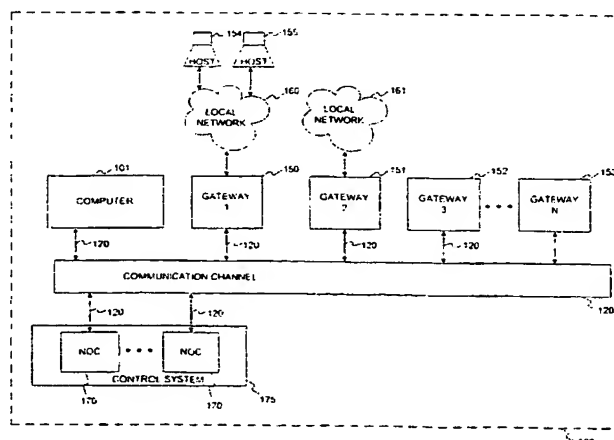 154
155
HOST
HOST
160
161
LOCAL
NETWORK
LOCAL
NETWORK
101
150
151
152
153
COMPUTER
GATEWAY
1
GATEWAY
2
GATEWAY
3
GATEWAY
N
120
120
120
120
COMMUNICATION CHANNEL
120
120
120
NOC
NOC
CONTROL SYSTEM
170
170
175